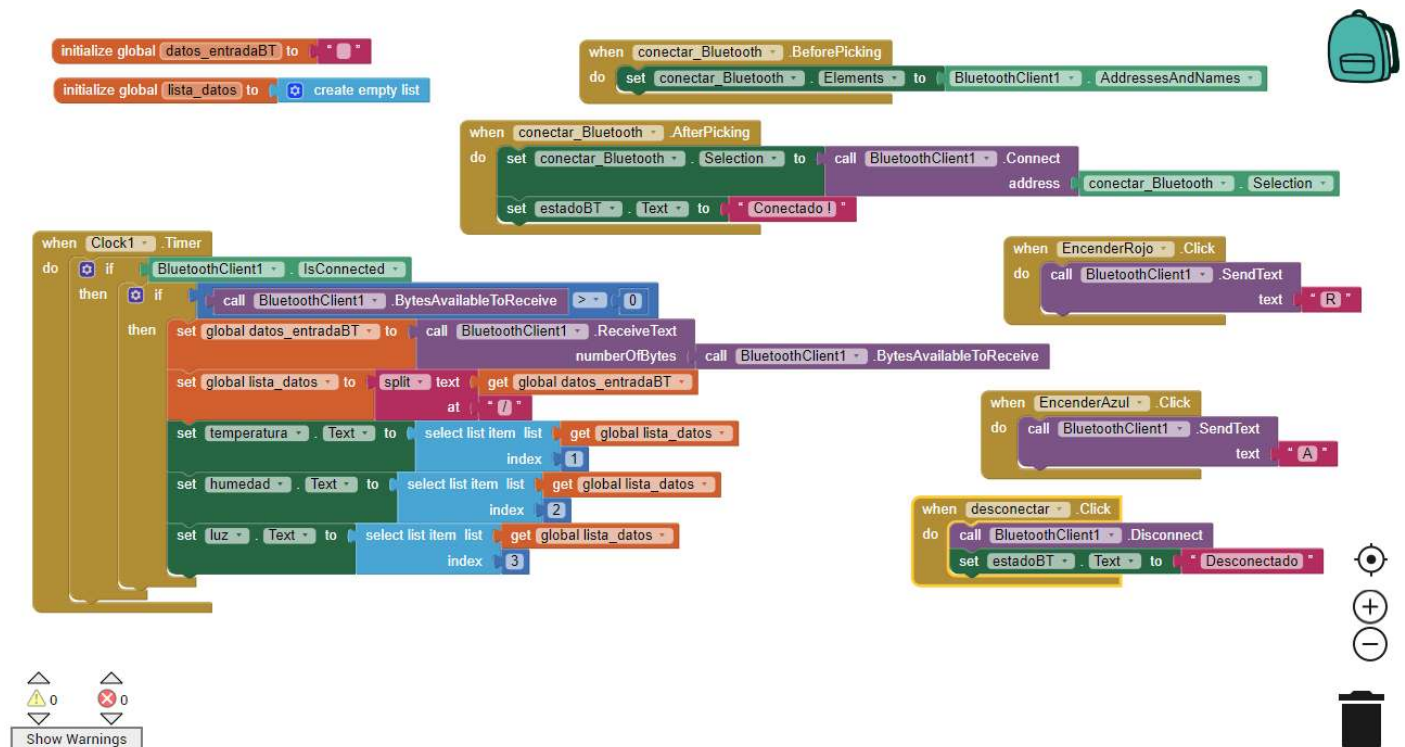 initialize global datos_entradaBT to " "
initialize global lista_datos to create empty list
when conectar_Bluetooth .BeforePicking
do set conectar_Bluetooth . Elements to BluetoothClient1 . AddressesAndNames
when conectar_Bluetooth .AfterPicking
do set conectar_Bluetooth . Selection to call BluetoothClient1 .Connect
address conectar_Bluetooth . Selection
set estadoBT . Text to " Conectado ! "
when Clock1 .Timer
do if BluetoothClient1 . IsConnected
then if call BluetoothClient1 .BytesAvailableToReceive > 0
then set global datos_entradaBT to call BluetoothClient1 .ReceiveText
numberOfBytes call BluetoothClient1 .BytesAvailableToReceive
set global lista_datos to split text get global datos_entradaBT
at " / "
set temperatura . Text to select list item list get global lista_datos
index 1
set humedad . Text to select list item list get global lista_datos
index 2
set luz . Text to select list item list get global lista_datos
index 3
when EncenderRojo .Click
do call BluetoothClient1 .SendText
text " R "
when EncenderAzul .Click
do call BluetoothClient1 .SendText
text " A "
when desconectar .Click
do call BluetoothClient1 .Disconnect
set estadoBT . Text to " Desconectado "
0 0
Show Warnings